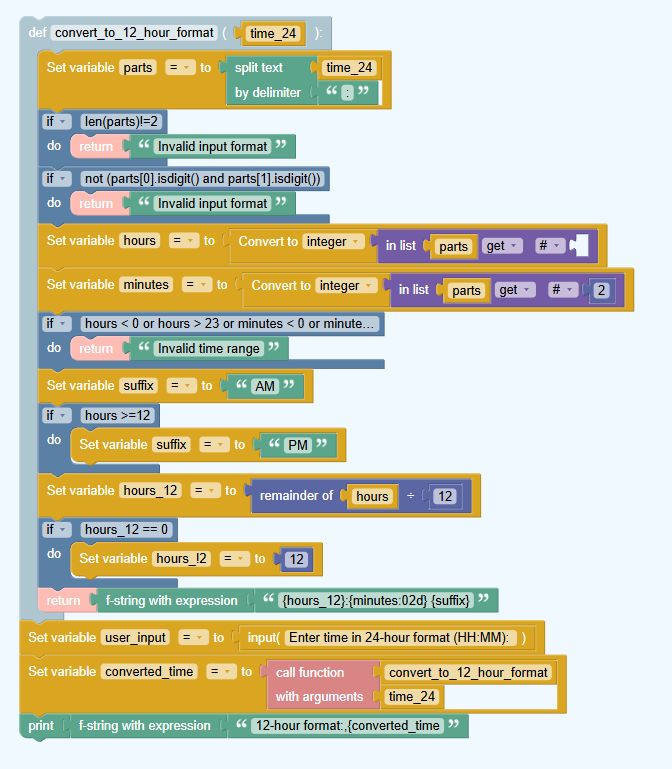 def convert_to_12_hour_format ( time_24 ):
Set variable parts = to split text time_24
by delimiter “ : ”
if len(parts)!=2
do return “ Invalid input format ”
if not (parts[0].isdigit() and parts[1].isdigit())
do return “ Invalid input format ”
Set variable hours = to Convert to integer in list parts get #
Set variable minutes = to Convert to integer in list parts get # 2
if hours < 0 or hours > 23 or minutes < 0 or minute...
do return “ Invalid time range ”
Set variable suffix = to “ AM ”
if hours >=12
do Set variable suffix = to “ PM ”
Set variable hours_12 = to remainder of hours ÷ 12
if hours_12 == 0
do Set variable hours_!2 = to 12
return f-string with expression “ {hours_12}:{minutes:02d} {suffix} ”
Set variable user_input = to input( Enter time in 24-hour format (HH:MM): )
Set variable converted_time = to call function convert_to_12_hour_format
with arguments time_24
print f-string with expression “ 12-hour format:,{converted_time ”